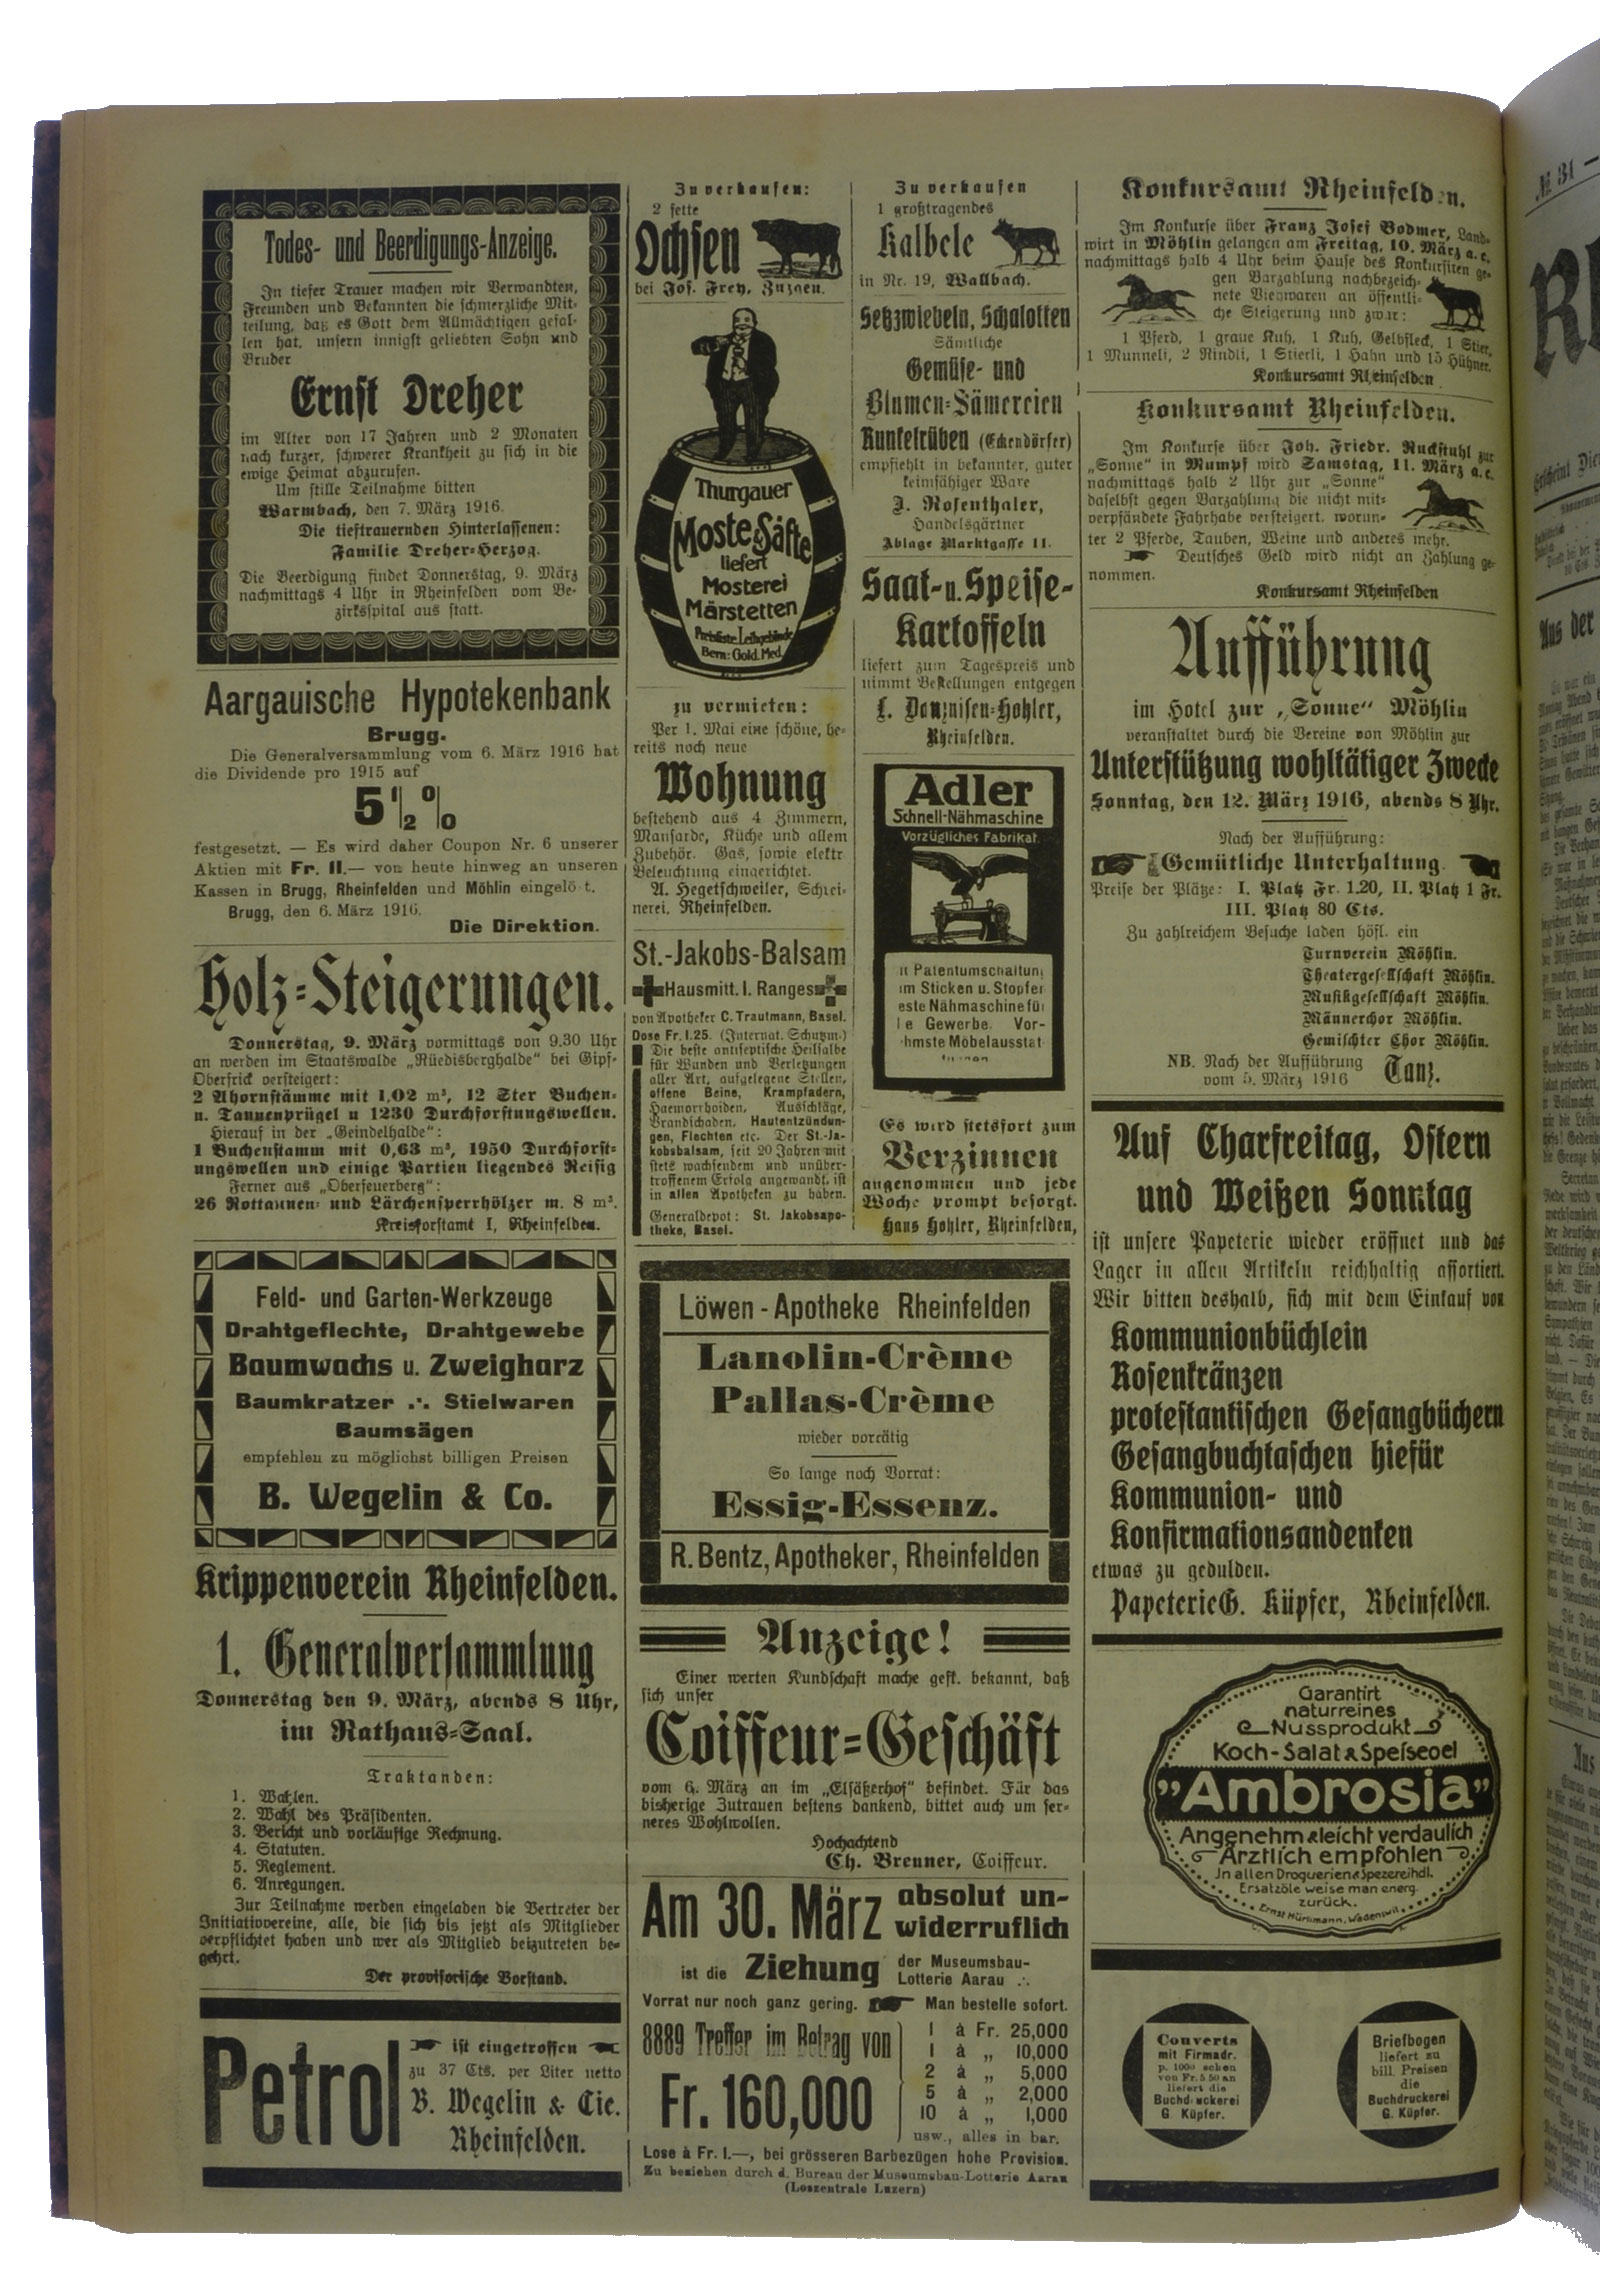 Todes- und Beerdigungs-Anzeige.
In tiefer Trauer machen wir Verwandten,
Freunden und Bekannten die schmerzliche Mit-
teilung, daß es Gott dem Allmächtigen gefal-
len hat, unsern innigst geliebten Sohn und
Bruder
Ernst Dreher
im Alter von 17 Jahren und 2 Monaten
nach kurzer, schwerer Krankheit zu sich in die
ewige Heimat abzurufen.
Um stille Teilnahme bitten
Warmbach, den 7. März 1916.
Die tieftrauernden Hinterlassenen:
Familie Dreher-Herzog.
Die Beerdigung findet Donnerstag, 9. März
nachmittags 4 Uhr in Rheinfelden vom Be-
zirksspital aus statt.
Aargauische Hypotekenbank
Brugg.
Die Generalversammlung vom 6. März 1916 hat
die Dividende pro 1915 auf
5 1/2 %
festgesetzt. — Es wird daher Coupon Nr. 6 unserer
Aktien mit Fr. 11.— von heute hinweg an unseren
Kassen in Brugg, Rheinfelden und Möhlin eingelö t.
Brugg, den 6. März 1916.
Die Direktion.
Holz-Steigerungen.
Donnerstag, 9. März vormittags von 9.30 Uhr
an werden im Staatswalde „Rüedisberghalde" bei Gipf-
Oberfrick versteigert:
2 Ahornstämme mit 1,02 m³, 12 Ster Buchen-
u. Tannenprügel u 1230 Durchforstungswellen.
Hierauf in der „Geindelhalde":
1 Buchenstamm mit 0,63 m³, 1950 Durchforst-
ungswellen und einige Partien liegendes Reisig
Ferner aus „Oberfeuerberg":
26 Rottannen- und Lärchensperrhölzer m. 8 m³.
Kreisforstamt I, Rheinfelden.
Feld- und Garten-Werkzeuge
Drahtgeflechte, Drahtgewebe
Baumwachs u. Zweigharz
Baumkratzer ∴ Stielwaren
Baumsägen
empfehlen zu möglichst billigen Preisen
B. Wegelin & Co.
Krippenverein Rheinfelden.
1. Generalversammlung
Donnerstag den 9. März, abends 8 Uhr,
im Rathaus-Saal.
Traktanden:
1. Wahlen.
2. Wahl des Präsidenten.
3. Bericht und vorläufige Rechnung.
4. Statuten.
5. Reglement.
6. Anregungen.
Zur Teilnahme werden eingeladen die Vertreter der
Initiativvereine, alle, die sich bis jetzt als Mitglieder
verpflichtet haben und wer als Mitglied beizutreten be-
gehrt.
Der provisorische Vorstand.
Petrol
ist eingetroffen
zu 37 Cts. per Liter netto
B. Wegelin & Cie.
Rheinfelden.
Zu verkaufen:
2 fette
Ochsen
bei Jos. Frey, Zuzgen.
Thurgauer
Moste & Säfte
liefert
Mosterei
Märstetten
Preisliste. Leihgebinde
Bern: Gold. Med.
zu vermieten:
Per 1. Mai eine schöne, be-
reits noch neue
Wohnung
bestehend aus 4 Zimmern,
Mansarde, Küche und allem
Zubehör. Gas, sowie elektr
Beleuchtung eingerichtet.
A. Hegetschweiler, Schrei-
nerei, Rheinfelden.
St.-Jakobs-Balsam
Hausmitt. I. Ranges
von Apotheker C. Trautmann, Basel.
Dose Fr. 1.25. (Internat. Schutzm.)
Die beste antiseptische Heilsalbe
für Wunden und Verletzungen
aller Art, aufgelegene Stellen,
offene Beine, Krampfadern,
Haemorrhoiden, Ausschläge,
Brandschaden, Hautentzündun-
gen, Flechten etc. Der St.-Ja-
kobsbalsam, seit 20 Jahren mit
stets wachsendem und unüber-
troffenem Erfolg angewandt, ist
in allen Apotheken zu haben.
Generaldepot: St. Jakobsapo-
theke, Basel.
Zu verkaufen
1 großtragendes
Kalbele
in Nr. 19, Wallbach.
Setzzwiebeln, Schalotten
Sämtliche
Gemüse- und
Blumen-Sämereien
Runkelrüben (Eckendörfer)
empfiehlt in bekannter, guter
keimfähiger Ware
J. Rosenthaler,
Handelsgärtner
Ablage Marktgasse 11.
Saat- u. Speise-
Kartoffeln
liefert zum Tagespreis und
nimmt Bestellungen entgegen
L. Dannisen-Hohler,
Rheinfelden.
Adler
Schnell-Nähmaschine
Vorzügliches Fabrikat.
it Patentumschaltung
um Sticken u. Stopfen
este Nähmaschine für
le Gewerbe. Vor-
hmste Möbelausstat
Es wird stetsfort zum
Verzinnen
angenommen und jede
Woche prompt besorgt.
Hans Hohler, Rheinfelden,
Löwen-Apotheke Rheinfelden
Lanolin-Crème
Pallas-Crème
wieder vorrätig
So lange noch Vorrat:
Essig-Essenz.
R. Bentz, Apotheker, Rheinfelden
Anzeige!
Einer werten Kundschaft mache gefl. bekannt, daß
sich unser
Coiffeur-Geschäft
vom 6. März an im „Elsäßerhof" befindet. Für das
bisherige Zutrauen bestens dankend, bittet auch um fer-
neres Wohlwollen.
Hochachtend
Ch. Brenner, Coiffeur.
Am 30. März absolut un-
widerruflich
ist die Ziehung der Museumsbau-
Lotterie Aarau ∴
Vorrat nur noch ganz gering. Man bestelle sofort.
8889 Treffer im Betrag von
Fr. 160,000
1 à Fr. 25,000
1 à „ 10,000
2 à „ 5,000
5 à „ 2,000
10 à „ 1,000
usw., alles in bar.
Lose à Fr. 1.—, bei grösseren Barbezügen hohe Provision.
Zu beziehen durch d. Bureau der Museumsbau-Lotterie Aarau
(Loszentrale Luzern)
Konkursamt Rheinfelden.
Im Konkurse über Franz Josef Bodmer, Land-
wirt in Möhlin gelangen am Freitag, 10. März a. c.
nachmittags halb 4 Uhr beim Hause des Konkursiten ge-
gen Barzahlung nachbezeich-
nete Viehwaren an öffentli-
che Steigerung und zwar:
1 Pferd, 1 graue Kuh, 1 Kuh, Gelbfleck, 1 Stier,
1 Munneli, 2 Rindli, 1 Stierli, 1 Hahn und 15 Hühner.
Konkursamt Rheinfelden
Konkursamt Rheinfelden.
Im Konkurse über Joh. Friedr. Ruckstuhl zur
„Sonne" in Mumpf wird Samstag, 11. März a. c.
nachmittags halb 2 Uhr zur „Sonne"
daselbst gegen Barzahlung die nicht mit-
verpfändete Fahrhabe versteigert, worun-
ter 2 Pferde, Tauben, Weine und anderes mehr.
Deutsches Geld wird nicht an Zahlung ge-
nommen.
Konkursamt Rheinfelden
Aufführung
im Hotel zur „Sonne" Möhlin
veranstaltet durch die Vereine von Möhlin zur
Unterstützung wohltätiger Zwecke
Sonntag, den 12. März 1916, abends 8 Uhr.
Nach der Aufführung:
Gemütliche Unterhaltung.
Preise der Plätze: I. Platz Fr. 1.20, II. Platz 1 Fr.
III. Platz 80 Cts.
Zu zahlreichem Besuche laden höfl. ein
Turnverein Möhlin.
Theatergesellschaft Möhlin.
Musikgesellschaft Möhlin.
Männerchor Möhlin.
Gemischter Chor Möhlin.
NB. Nach der Aufführung
vom 5. März 1916 Tanz.
Auf Charfreitag, Ostern
und Weißen Sonntag
ist unsere Papeterie wieder eröffnet und das
Lager in allen Artikeln reichhaltig assortiert.
Wir bitten deshalb, sich mit dem Einkauf von
Kommunionbüchlein
Rosenkränzen
protestantischen Gesangbüchern
Gesangbuchtaschen hiefür
Kommunion- und
Konfirmationsandenken
etwas zu gedulden.
Papeterie G. Küpfer, Rheinfelden.
Garantirt
naturreines
Nussprodukt
Koch-Salat & Speiseoel
"Ambrosia"
Angenehm & leicht verdaulich
Ärztlich empfohlen
In allen Droguerien & Spezereihdl.
Ersatzöle weise man energ.
zurück.
Ernst Hürlimann, Wädenswil.
Couverts
mit Firmadr.
p. 1000 schon
von Fr. 5.50 an
liefert die
Buchdruckerei
G. Küpfer.
Briefbogen
liefert zu
bill. Preisen
die
Buchdruckerei
G. Küpfer.
№ 31 —
Aus der